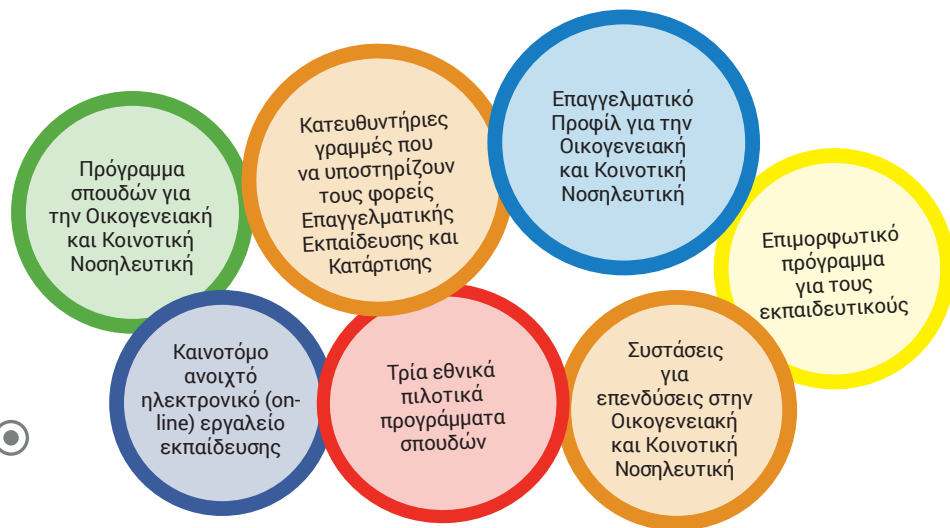 Πρόγραμμα
σπουδών για
την Οικογενειακή
και Κοινοτική
Νοσηλευτική
Κατευθυντήριες
γραμμές που
να υποστηρίζουν
τους φορείς
Επαγγελματικής
Εκπαίδευσης και
Κατάρτισης
Επαγγελματικό
Προφίλ για την
Οικογενειακή
και Κοινοτική
Νοσηλευτική
Επιμορφωτικό
πρόγραμμα
για τους
εκπαιδευτικούς
Καινοτόμο
ανοιχτό
ηλεκτρονικό (on-
line) εργαλείο
εκπαίδευσης
Τρία εθνικά
πιλοτικά
προγράμματα
σπουδών
Συστάσεις
για
επενδύσεις στην
Οικογενειακή
και Κοινοτική
Νοσηλευτική